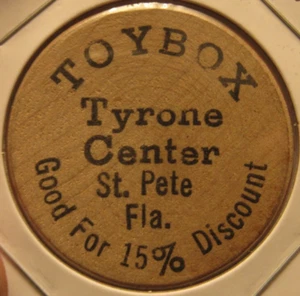 TOYBOX
Tyrone
Center
St. Pete
Fla.
Good For 15% Discount